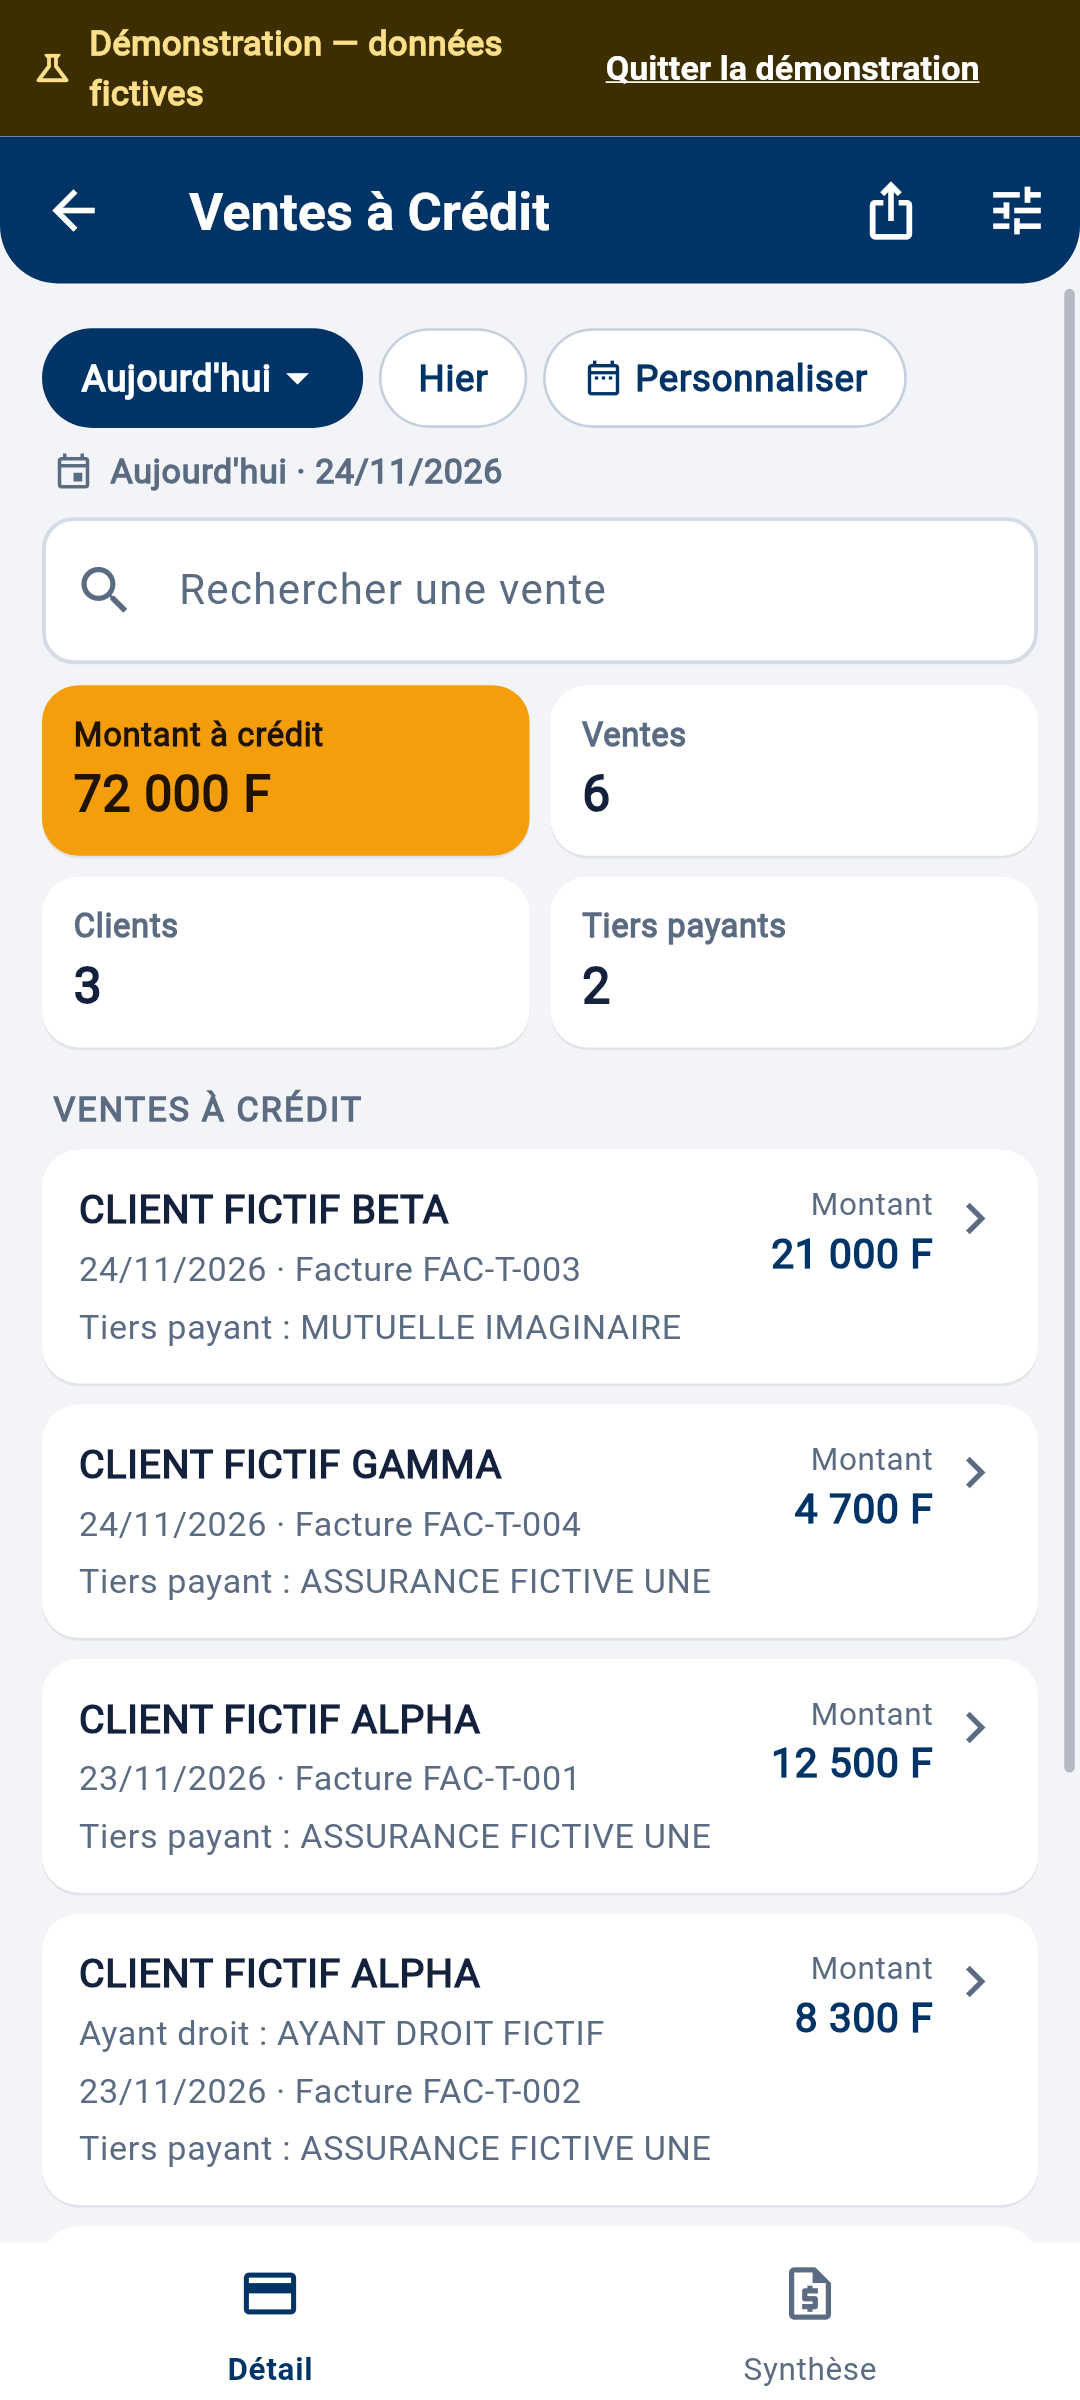 Démonstration — données
fictives
Quitter la démonstration
Ventes à Crédit
Aujourd'hui
Hier
Personnaliser
Aujourd'hui · 24/11/2026
Rechercher une vente
Montant à crédit
72 000 F
Ventes
6
Clients
3
Tiers payants
2
VENTES À CRÉDIT
CLIENT FICTIF BETA
24/11/2026 · Facture FAC-T-003
Tiers payant : MUTUELLE IMAGINAIRE
Montant
21 000 F
CLIENT FICTIF GAMMA
24/11/2026 · Facture FAC-T-004
Tiers payant : ASSURANCE FICTIVE UNE
Montant
4 700 F
CLIENT FICTIF ALPHA
23/11/2026 · Facture FAC-T-001
Tiers payant : ASSURANCE FICTIVE UNE
Montant
12 500 F
CLIENT FICTIF ALPHA
Ayant droit : AYANT DROIT FICTIF
23/11/2026 · Facture FAC-T-002
Tiers payant : ASSURANCE FICTIVE UNE
Montant
8 300 F
Détail
Synthèse